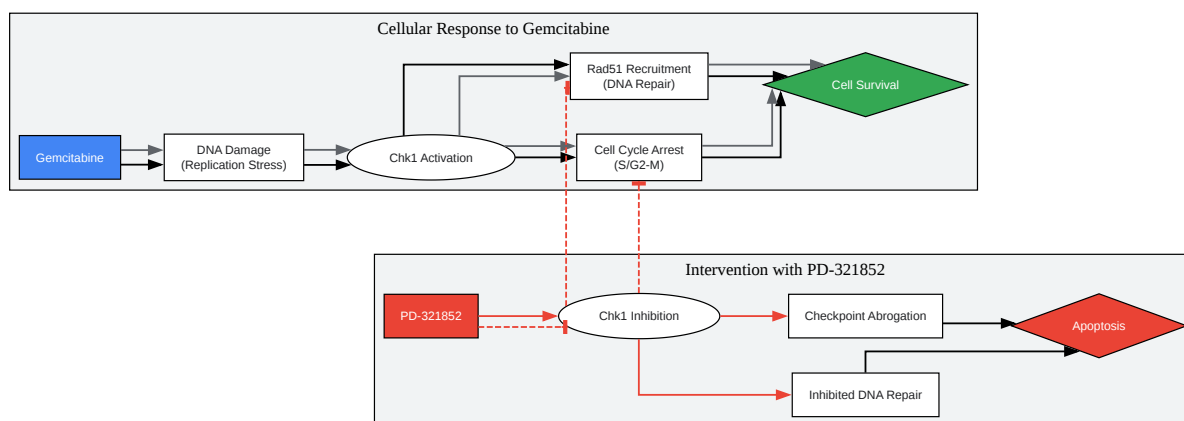 Cellular Response to Gemcitabine
Rad51 Recruitment
(DNA Repair)
Cell Survival
Gemcitabine
DNA Damage
(Replication Stress)
Chk1 Activation
Cell Cycle Arrest
(S/G2-M)
Intervention with PD-321852
PD-321852
Chk1 Inhibition
Checkpoint Abrogation
Apoptosis
Inhibited DNA Repair